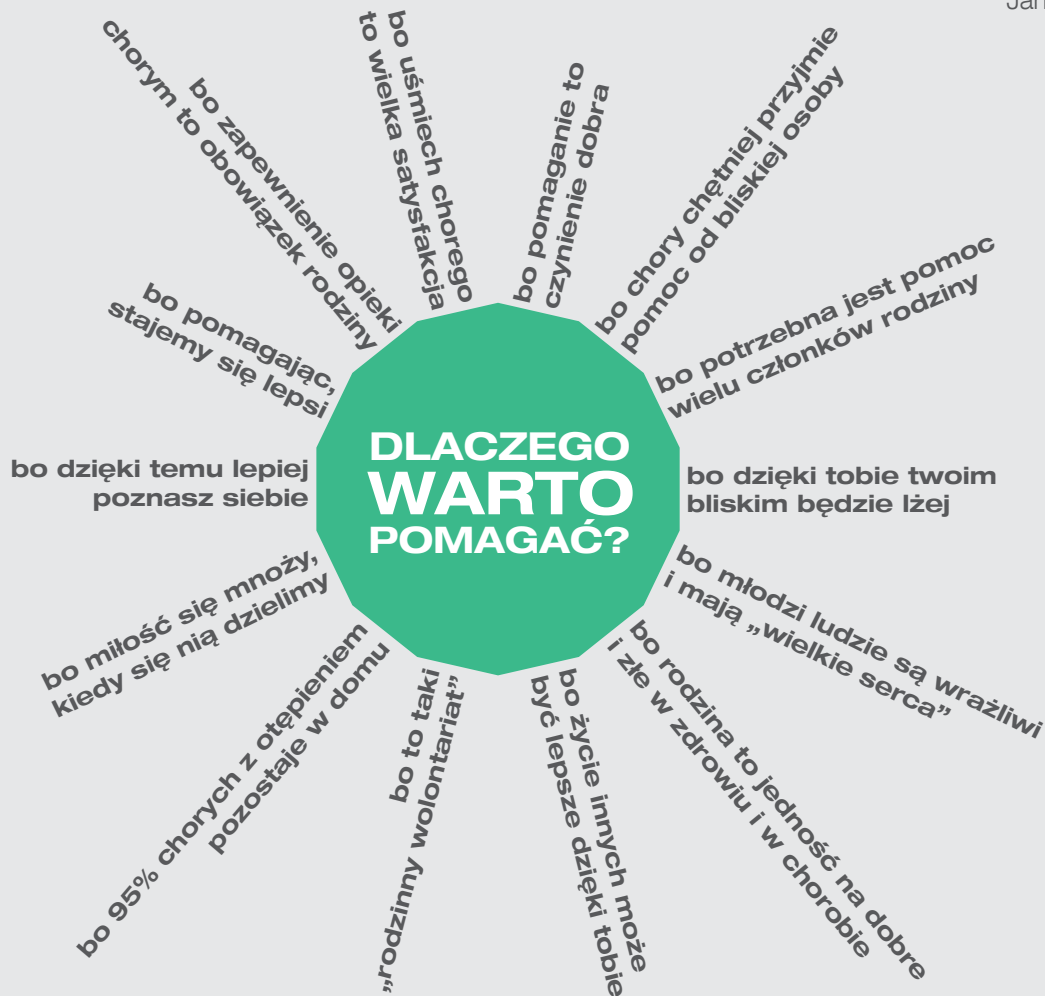 Jan
DLACZEGO
WARTO
POMAGAĆ?
bo pomaganie to
czynienie dobra
bo chory chętniej przyjmie
pomoc od bliskiej osoby
bo potrzebna jest pomoc
wielu członków rodziny
bo dzięki tobie twoim
bliskim będzie lżej
bo młodzi ludzie są wrażliwi
i mają „wielkie serca”
bo rodzina to jedność na dobre
i złe w zdrowiu i w chorobie
bo życie innych może
być lepsze dzięki tobie
bo to taki
„rodzinny wolontariat”
bo 95% chorych z otępieniem
pozostaje w domu
bo miłość się mnoży,
kiedy się nią dzielimy
bo dzięki temu lepiej
poznasz siebie
bo pomagając,
stajemy się lepsi
bo zapewnienie opieki
chorym to obowiązek rodziny
bo uśmiech chorego
to wielka satysfakcja